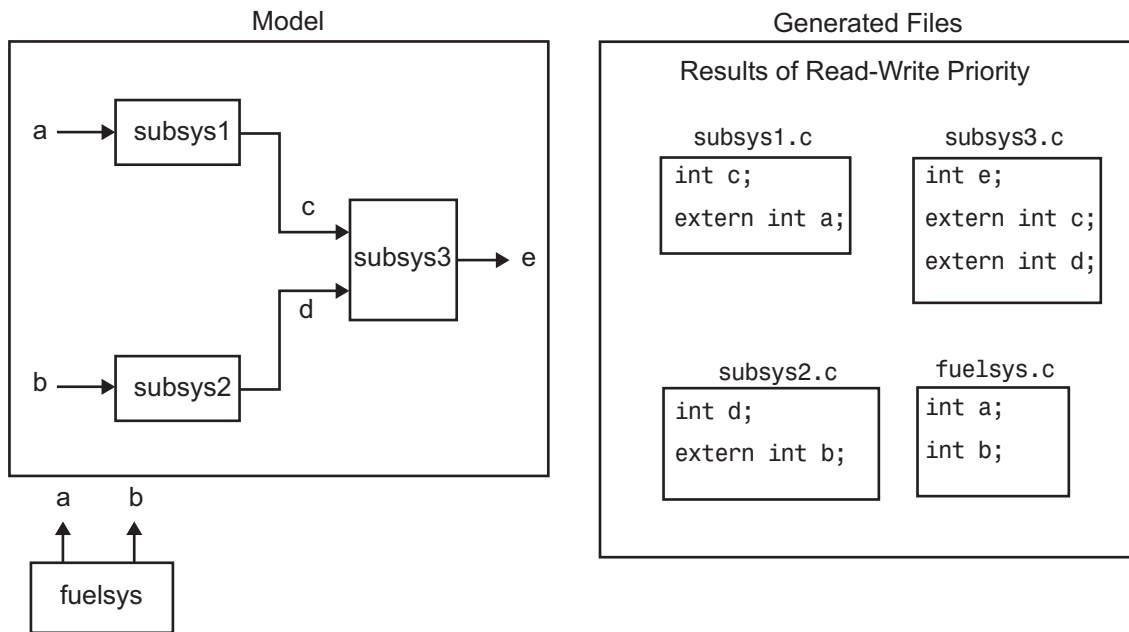 Model
a
subsys1
c
subsys3
e
d
b
subsys2
a b
fuelsys
Generated Files
Results of Read-Write Priority
subsys1.c
int c;
extern int a;
subsys3.c
int e;
extern int c;
extern int d;
subsys2.c
int d;
extern int b;
fuelsys.c
int a;
int b;